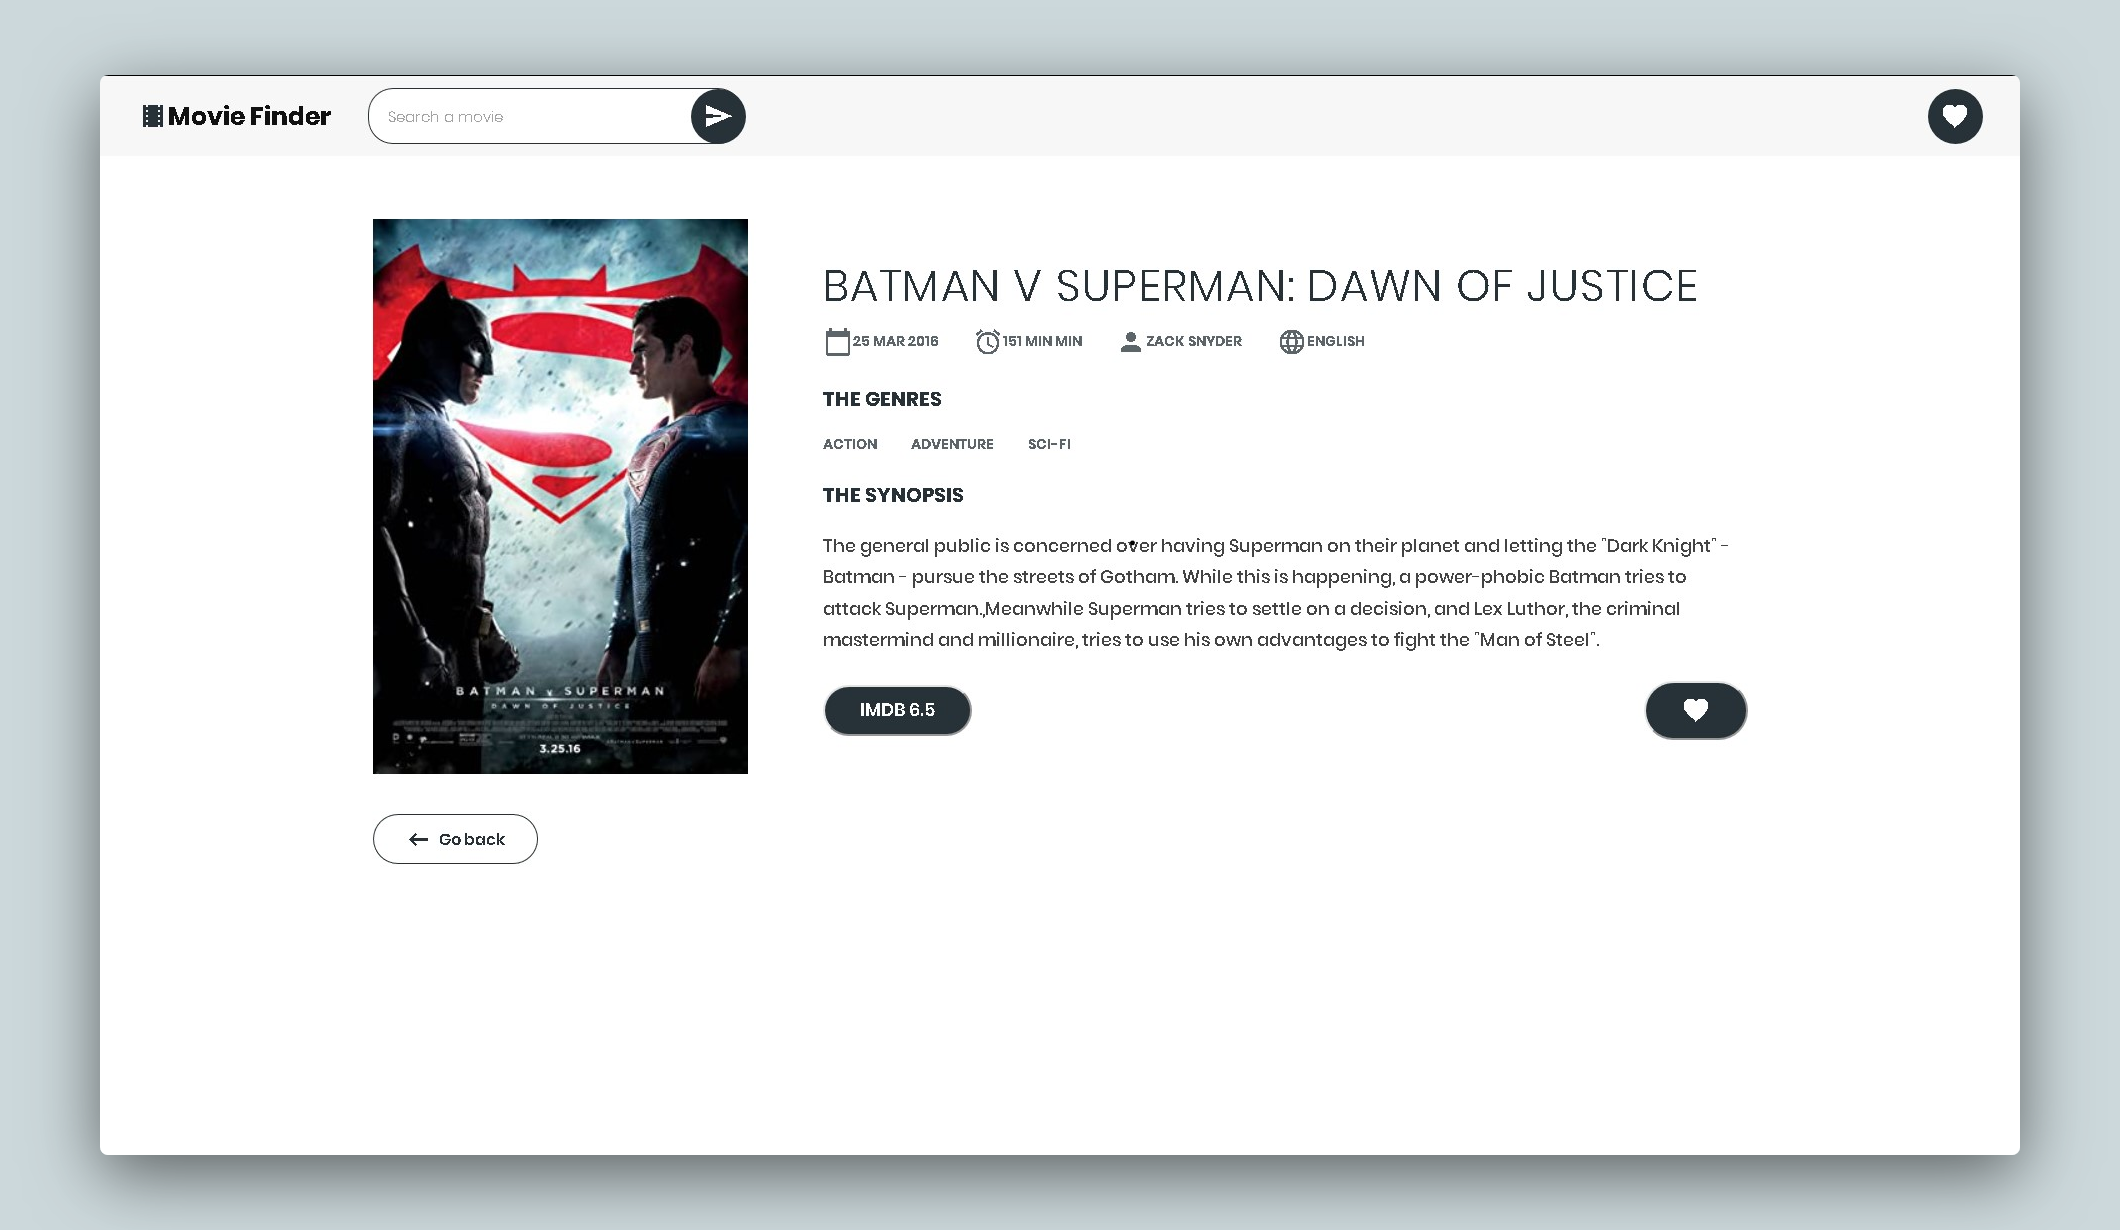 Movie Finder
Search a movie
BATMAN V SUPERMAN: DAWN OF JUSTICE
25 MAR 2016
151 MIN MIN
ZACK SNYDER
ENGLISH
THE GENRES
ACTION
ADVENTURE
SCI-FI
THE SYNOPSIS
The general public is concerned over having Superman on their planet and letting the "Dark Knight" -
Batman - pursue the streets of Gotham. While this is happening, a power-phobic Batman tries to
attack Superman.,Meanwhile Superman tries to settle on a decision, and Lex Luthor, the criminal
mastermind and millionaire, tries to use his own advantages to fight the "Man of Steel".
IMDB 6.5
BATMAN v SUPERMAN
DAWN OF JUSTICE
3.25.16
Go back